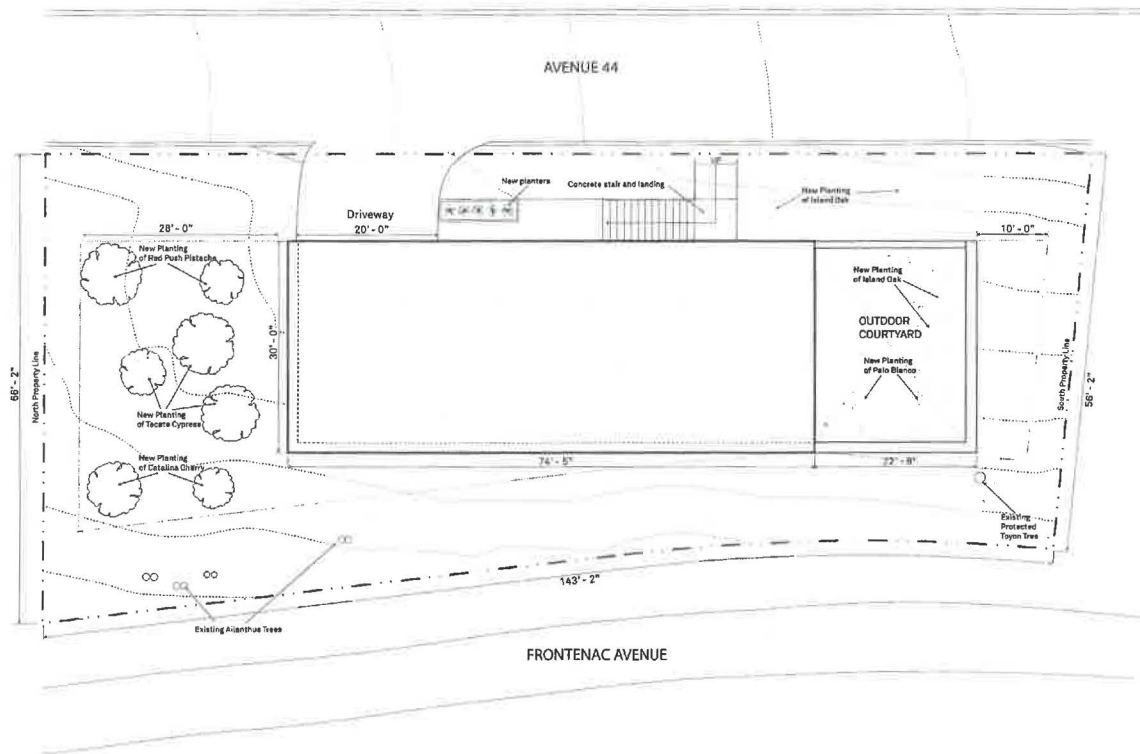 AVENUE 44
New planters
Concrete stair and landing
New Planting
of Island Oak
Driveway
20' - 0"
28' - 0"
10' - 0"
New Planting
of Red Push Pistache
New Planting
of Island Oak
OUTDOOR
COURTYARD
30' - 0"
66' - 2"
North Property Line
South Property Line
56' - 2"
New Planting
of Palo Blanco
New Planting
of Tecate Cypress
New Planting
of Catalina Cherry
74' - 5"
22' - 8"
Existing
Protected
Toyon Tree
143' - 2"
Existing Ailanthus Trees
FRONTENAC AVENUE